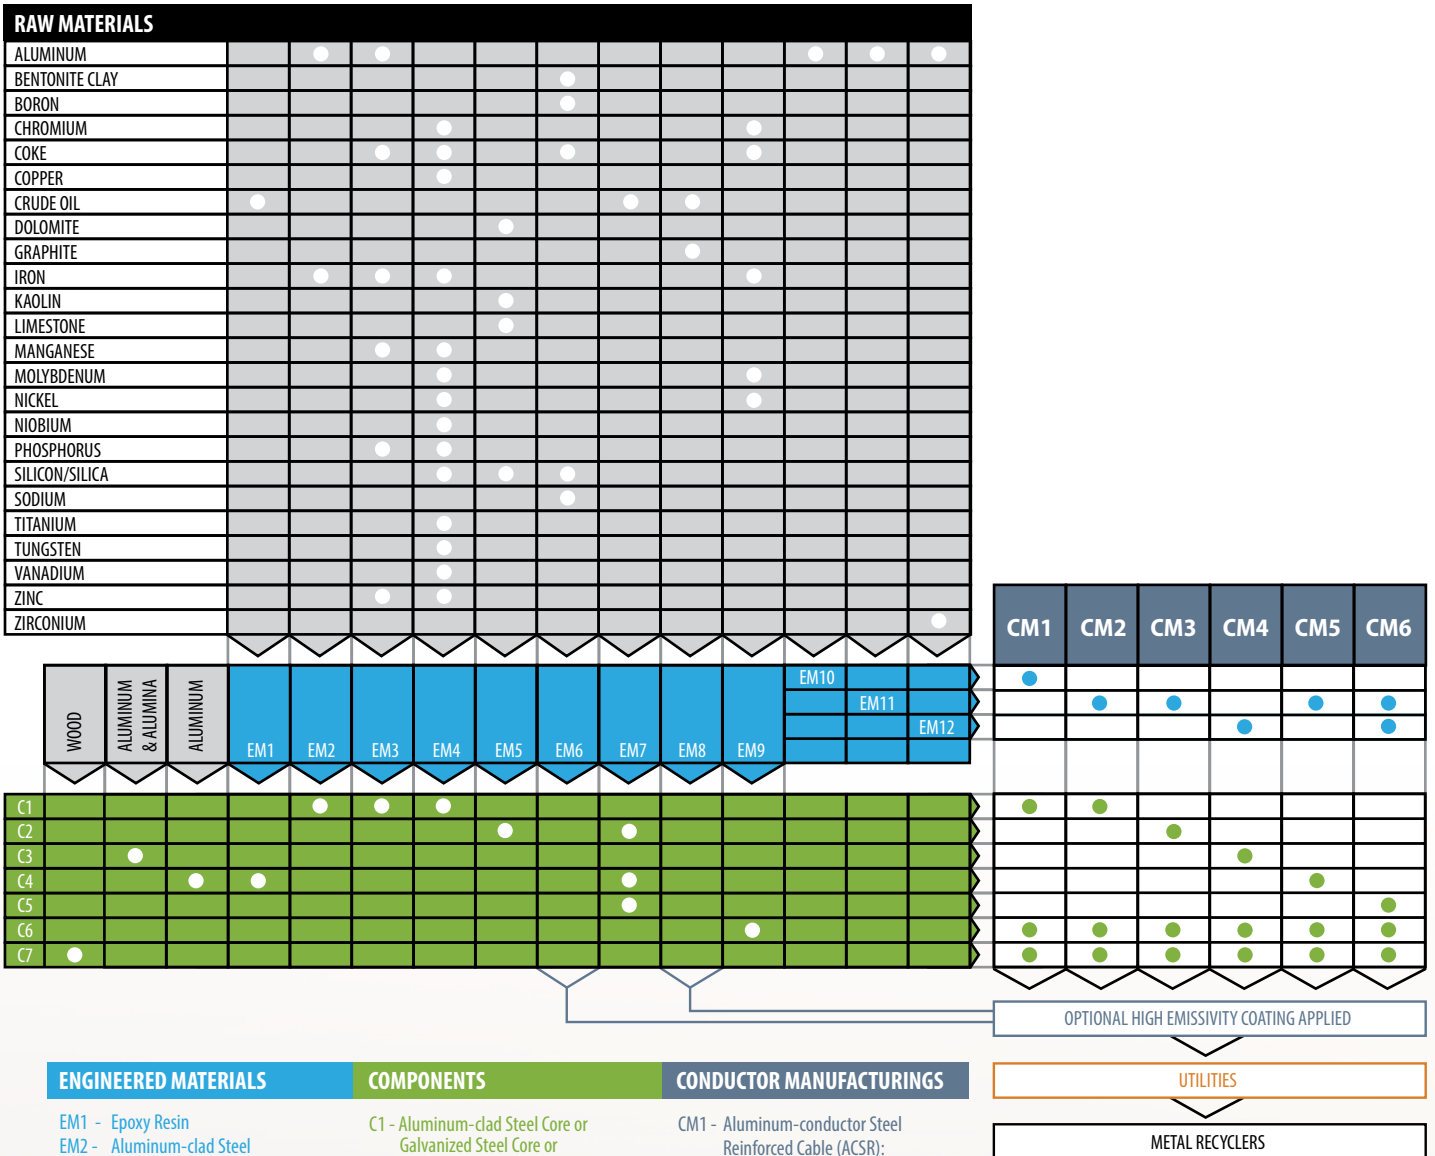 RAW MATERIALS
ALUMINUM
BENTONITE CLAY
BORON
CHROMIUM
COKE
COPPER
CRUDE OIL
DOLOMITE
GRAPHITE
IRON
KAOLIN
LIMESTONE
MANGANESE
MOLYBDENUM
NICKEL
NIOBIUM
PHOSPHORUS
SILICON/SILICA
SODIUM
TITANIUM
TUNGSTEN
VANADIUM
ZINC
ZIRCONIUM
CM1 CM2 CM3 CM4 CM5 CM6
WOOD
ALUMINUM
& ALUMINA
ALUMINUM
EM1 EM2 EM3 EM4 EM5 EM6 EM7 EM8 EM9
EM10
EM11
EM12
C1
C2
C3
C4
C5
C6
C7
OPTIONAL HIGH EMISSIVITY COATING APPLIED
UTILITIES
METAL RECYCLERS
ENGINEERED MATERIALS
EM1 - Epoxy Resin
EM2 - Aluminum-clad Steel
COMPONENTS
C1 - Aluminum-clad Steel Core or
Galvanized Steel Core or
CONDUCTOR MANUFACTURINGS
CM1 - Aluminum-conductor Steel
Reinforced Cable (ACSR):